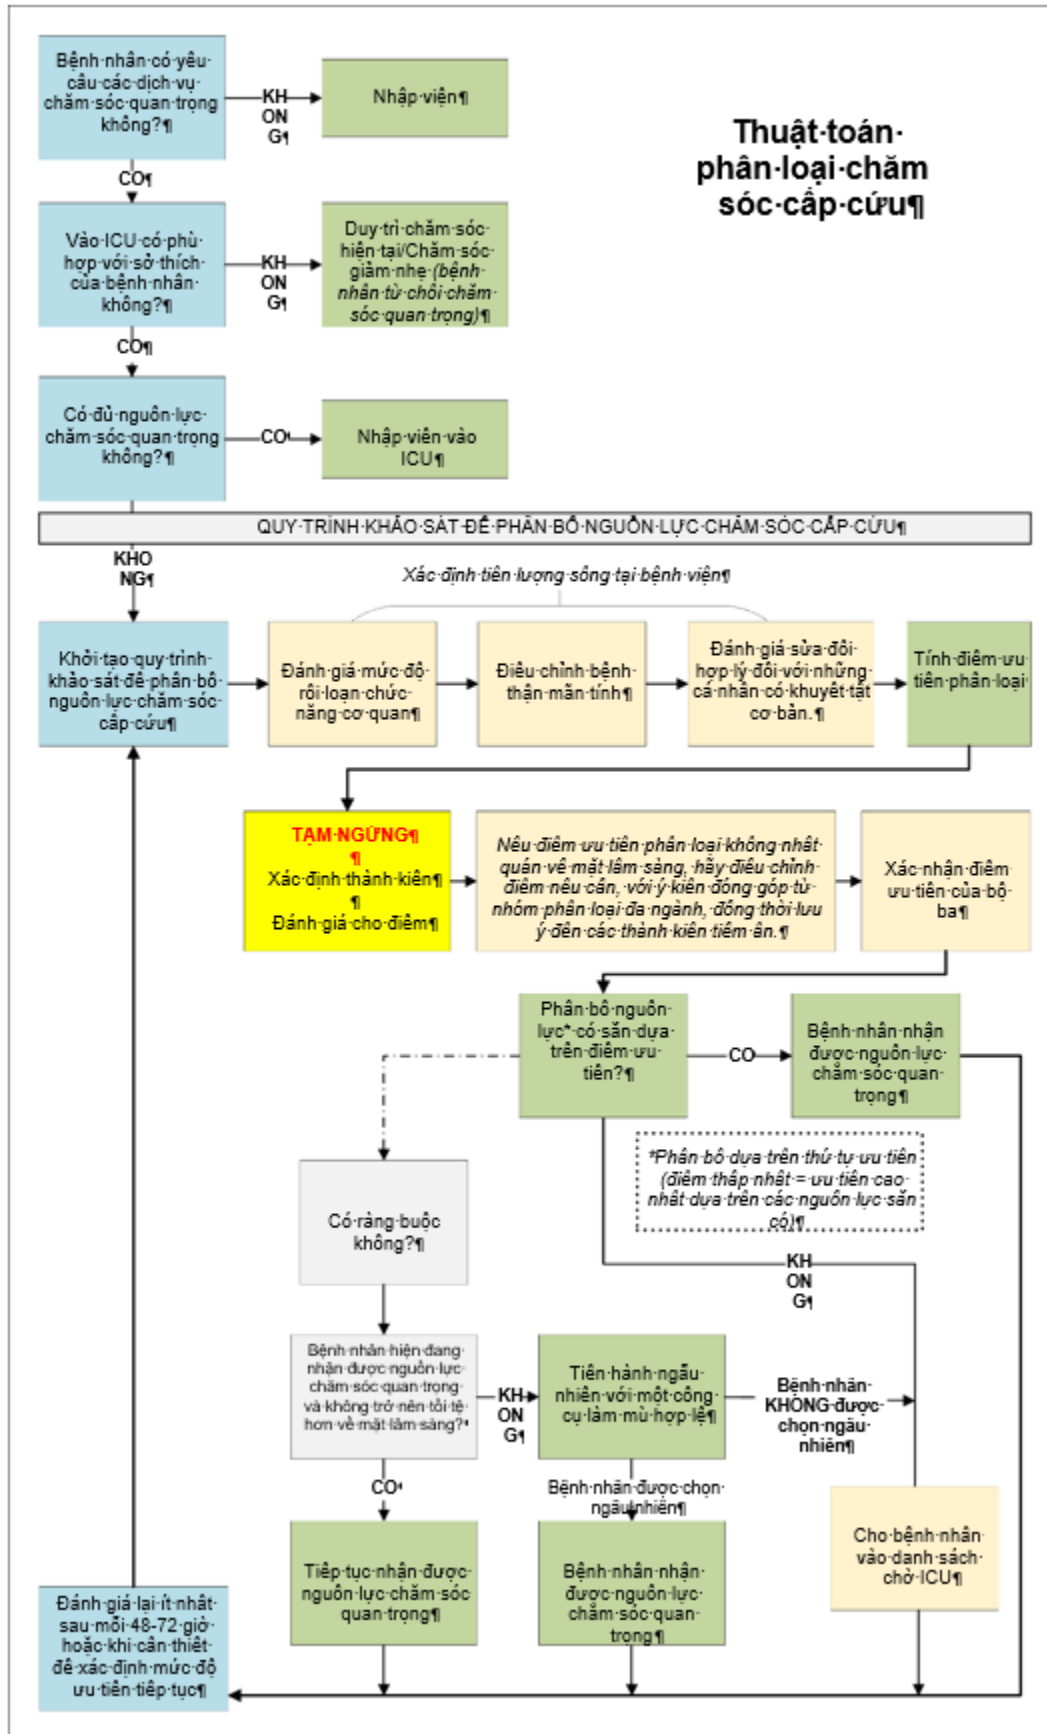 Bệnh·nhân·có·yêu·
cầu·các·dịch·vụ·
chăm·sóc·quan·trọng·
không?¶
KH
ON
G¶
Nhập·viện¶
Thuật·toán·
phân·loại·chăm·
sóc·cấp·cứu¶
CO¶
Vào·ICU·có·phù·
hợp·với·sở·thích·
của·bệnh·nhân·
không?¶
KH
ON
G¶
Duy·trì·chăm·sóc·
hiện·tại/Chăm·sóc·
giảm·nhẹ·(bệnh·
nhân·từ·chối·chăm·
sóc·quan·trọng)¶
CO¶
Có·đủ·nguồn·lực·
chăm·sóc·quan·trọng·
không?¶
CO¶
Nhập·viên·vào·
ICU¶
QUY·TRÌNH·KHẢO·SÁT·ĐỂ·PHÂN·BỔ·NGUỒN·LỰC·CHĂM·SÓC·CẤP·CỨU¶
KHO
NG¶
Xác·định·tiên·lượng·sống·tại·bệnh·viện¶
Khởi·tạo·quy·trình·
khảo·sát·để·phân·bổ·
nguồn·lực·chăm·sóc·
cấp·cứu¶
Đánh·giá·mức·độ·
rối·loạn·chức·
năng·cơ·quan¶
Điều·chỉnh·bệnh·
thận·mãn·tính¶
Đánh·giá·sửa·đổi·
hợp·lý·đối·với·những·
cá·nhân·có·khuyết·tật·
cơ·bản.¶
Tính·điểm·ưu·
tiên·phân·loại·
TẠM·NGỪNG¶
¶
Xác·định·thành·kiến¶
¶
Đánh·giá·cho·điểm¶
Nếu·điểm·ưu·tiên·phân·loại·không·nhất·
quán·về·mặt·lâm·sàng,·hãy·điều·chỉnh·
điểm·nếu·cần,·với·ý·kiến·đóng·góp·từ·
nhóm·phân·loại·đa·ngành,·đồng·thời·lưu·
ý·đến·các·thành·kiến·tiềm·ẩn.¶
Xác·nhận·điểm·
ưu·tiên·của·bộ·
ba¶
Phân·bổ·nguồn·
lực*·có·sẵn·dựa·
trên·điểm·ưu·
tiên?¶
CO
Bệnh·nhân·nhận·
được·nguồn·lực·
chăm·sóc·quan·
trọng¶
*Phân·bổ·dựa·trên·thứ·tự·ưu·tiên·
(điểm·thấp·nhất·=·ưu·tiên·cao·
nhất·dựa·trên·các·nguồn·lực·sẵn·
có)¶
Có·ràng·buộc·
không?¶
KH
ON
G¶
Bệnh·nhân·hiện·đang·
nhận·được·nguồn·lực·
chăm·sóc·quan·trọng·
và·không·trở·nên·tồi·tệ·
hơn·về·mặt·lâm·sàng?¶
KH
ON
G¶
Tiến·hành·ngẫu·
nhiên·với·một·công·
cụ·làm·mù·hợp·lệ¶
Bệnh·nhân·
KHÔNG·được·
chọn·ngẫu·
nhiên¶
CO¶
Bệnh·nhân·được·chọn·
ngẫu·nhiên¶
Tiếp·tục·nhận·được·
nguồn·lực·chăm·sóc·
quan·trọng¶
Bệnh·nhân·nhận·
được·nguồn·lực·
chăm·sóc·quan·
trọng¶
Cho·bệnh·nhân·
vào·danh·sách·
chờ·ICU¶
Đánh·giá·lại·ít·nhất·
sau·mỗi·48-72·giờ·
hoặc·khi·cần·thiết·
để·xác·định·mức·độ·
ưu·tiên·tiếp·tục¶